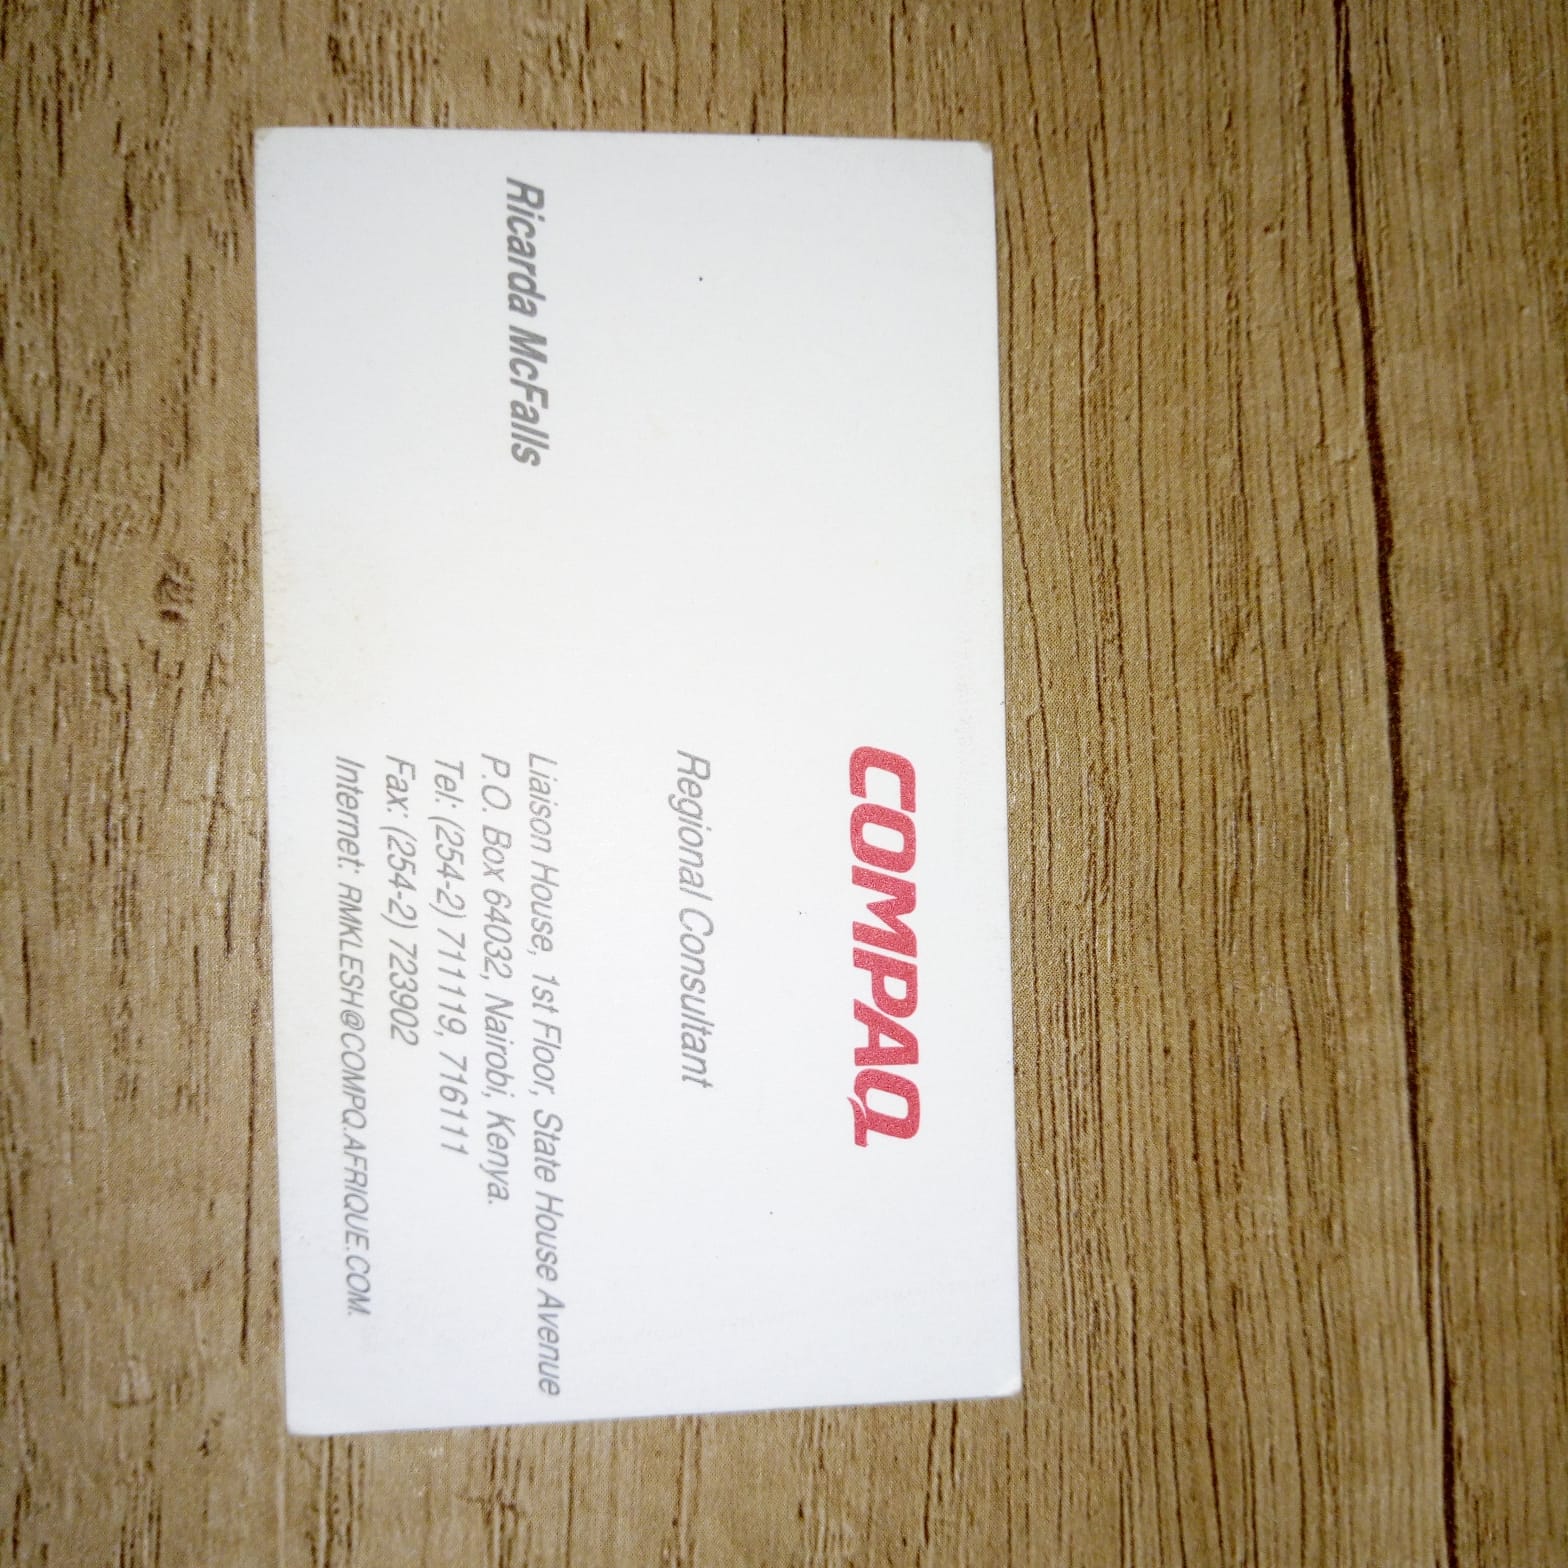 COMPAQ
Regional Consultant
Ricarda McFalls
Liaison House, 1st Floor, State House Avenue
P.O. Box 64032, Nairobi, Kenya.
Tel: (254-2) 711119, 716111
Fax: (254-2) 723902
Internet: RMKLESH@COMPQ.AFRIQUE.COM.